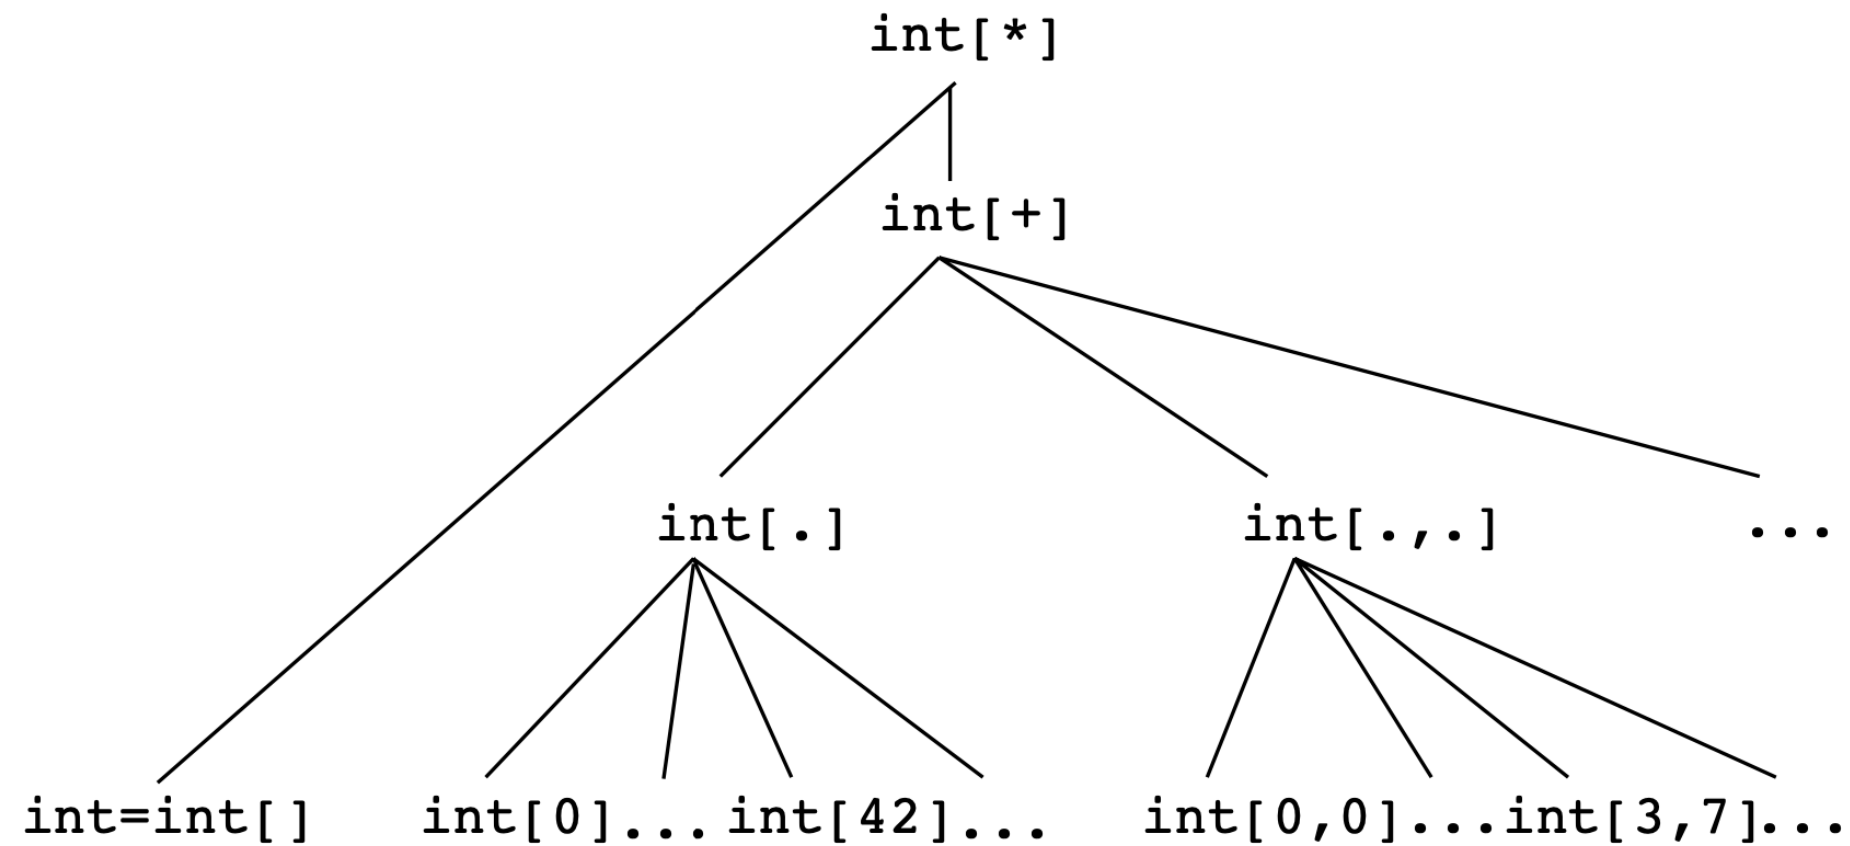 int[*]
int[+]
int[.] int[.,.] ...
int=int[] int[0]...int[42]... int[0,0]...int[3,7]...